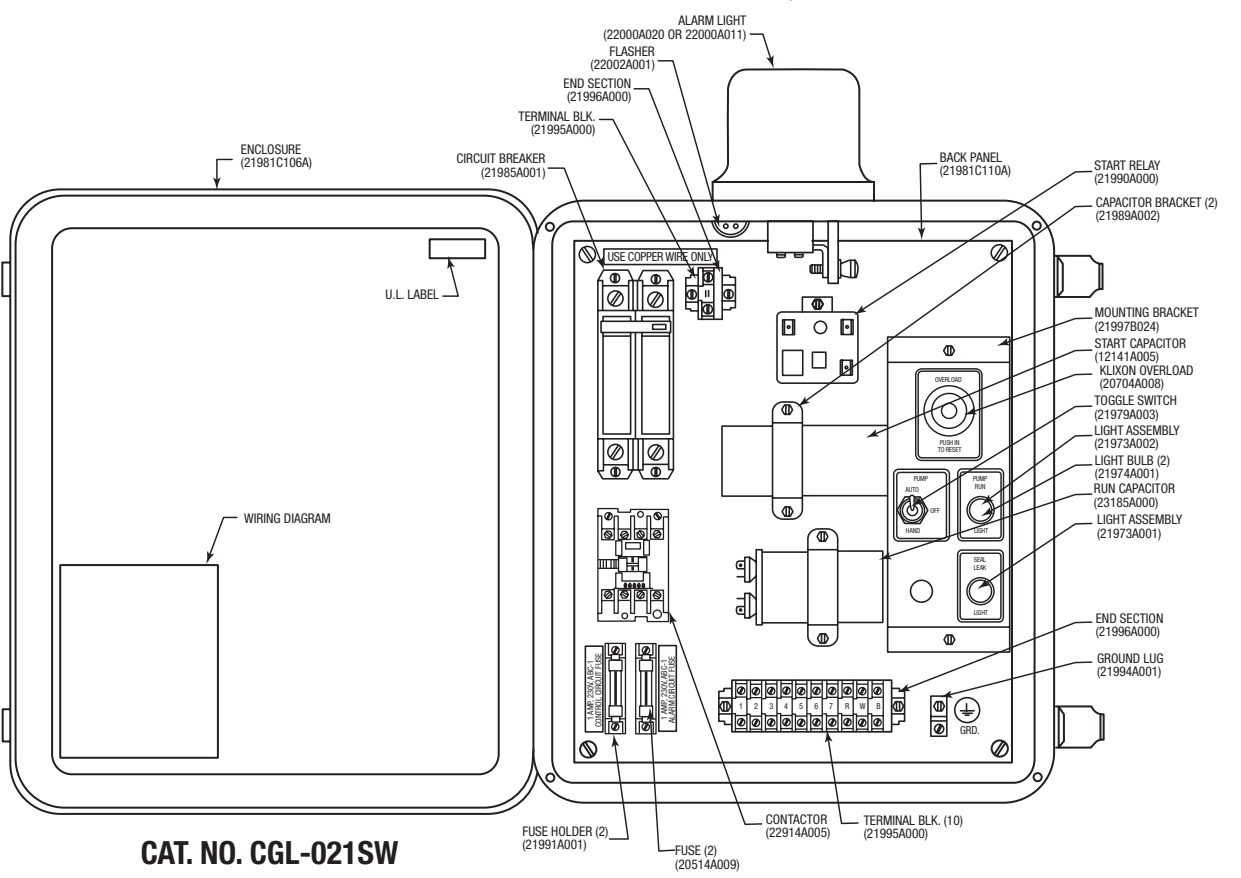 ALARM LIGHT
(22000A020 OR 22000A011)
FLASHER
(22002A001)
END SECTION
(21996A000)
TERMINAL BLK.
(21995A000)
CIRCUIT BREAKER
(21985A001)
ENCLOSURE
(21981C106A)
BACK PANEL
(21981C110A)
START RELAY
(21990A000)
CAPACITOR BRACKET (2)
(21989A002)
U.L. LABEL
USE COPPER WIRE ONLY
MOUNTING BRACKET
(21997B024)
START CAPACITOR
(12141A005)
KLIXON OVERLOAD
(20704A008)
TOGGLE SWITCH
(21979A003)
LIGHT ASSEMBLY
(21973A002)
LIGHT BULB (2)
(21974A001)
RUN CAPACITOR
(23185A000)
LIGHT ASSEMBLY
(21973A001)
OVERLOAD
PUSH IN
TO RESET
PUMP
AUTO
OFF
HAND
PUMP
RUN
LIGHT
SEAL
LEAK
LIGHT
WIRING DIAGRAM
END SECTION
(21996A000)
GROUND LUG
(21994A001)
1 AMP, 230V, ABC-1
CONTROL CIRCUIT FUSE
1 AMP, 230V, ABC-1
ALARM CIRCUIT FUSE
1 2 3 4 5 6 7 R W B
GRD.
FUSE HOLDER (2)
(21991A001)
FUSE (2)
(20514A009)
CONTACTOR
(22914A005)
TERMINAL BLK. (10)
(21995A000)
CAT. NO. CGL-021SW